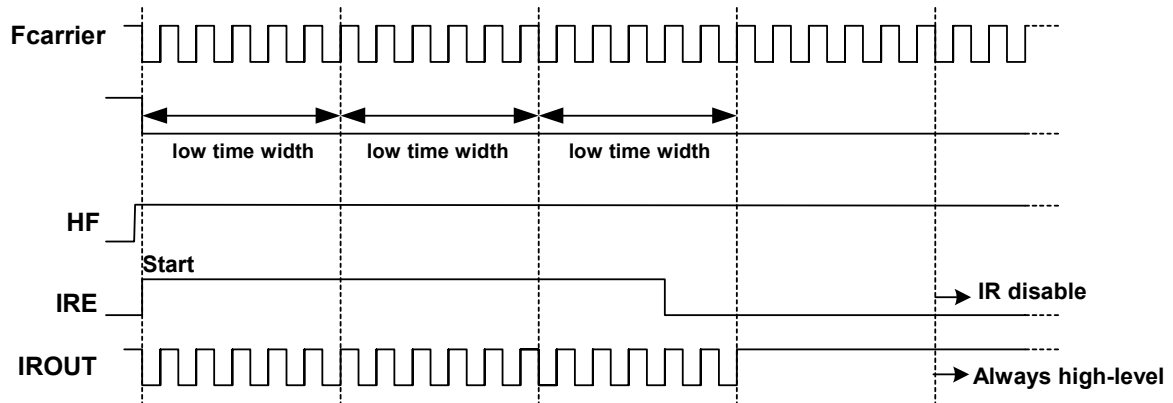 Fcarrier
low time width low time width low time width
HF
Start
IRE
IR disable
IROUT
Always high-level